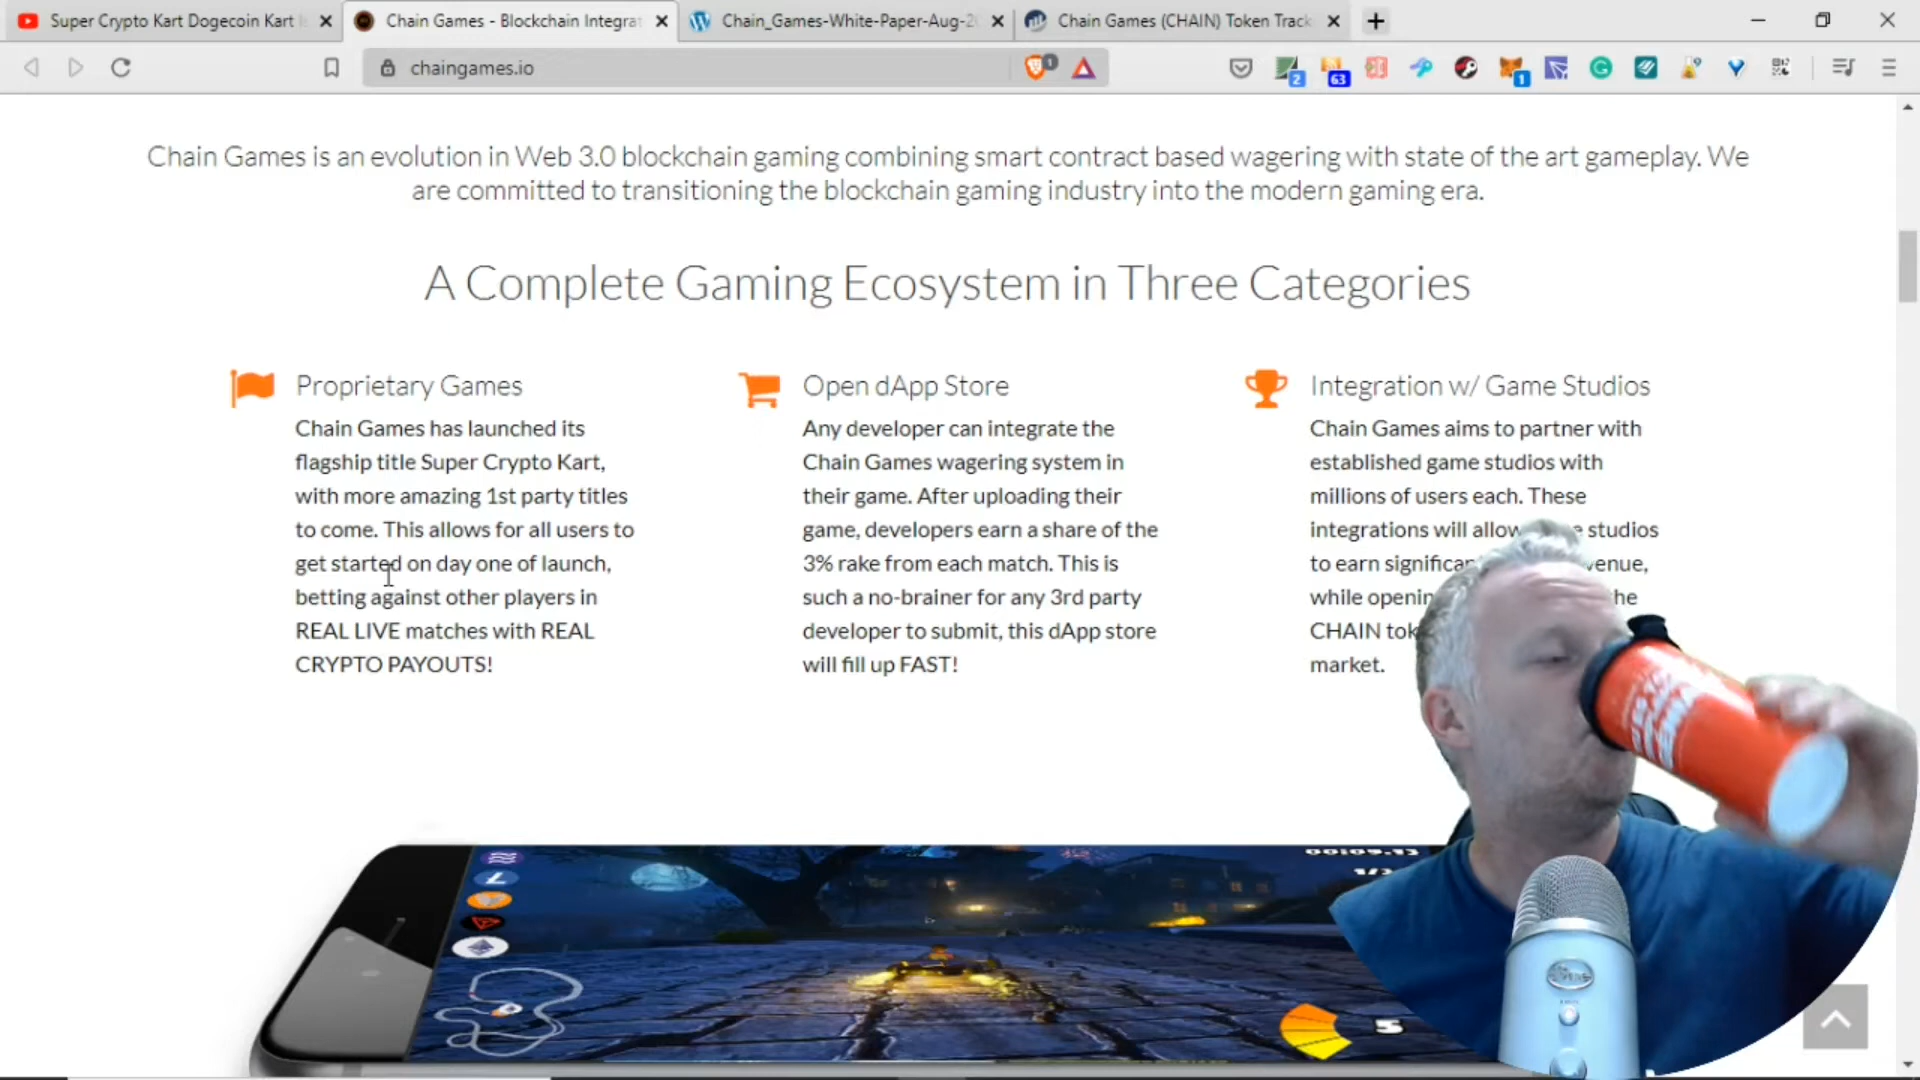 Super Crypto Kart Dogecoin Kart
Chain Games - Blockchain Integra
Chain_Games-White-Paper-Aug-2
Chain Games (CHAIN) Token Track
chaingames.io
1
2
63
1
Chain Games is an evolution in Web 3.0 blockchain gaming combining smart contract based wagering with state of the art gameplay. We
are committed to transitioning the blockchain gaming industry into the modern gaming era.
A Complete Gaming Ecosystem in Three Categories
Proprietary Games
Chain Games has launched its
flagship title Super Crypto Kart,
with more amazing 1st party titles
to come. This allows for all users to
get started on day one of launch,
betting against other players in
REAL LIVE matches with REAL
CRYPTO PAYOUTS!
Open dApp Store
Any developer can integrate the
Chain Games wagering system in
their game. After uploading their
game, developers earn a share of the
3% rake from each match. This is
such a no-brainer for any 3rd party
developer to submit, this dApp store
will fill up FAST!
Integration w/ Game Studios
Chain Games aims to partner with
established game studios with
millions of users each. These
integrations will allow studios
to earn
while
CHAIN
market.
5